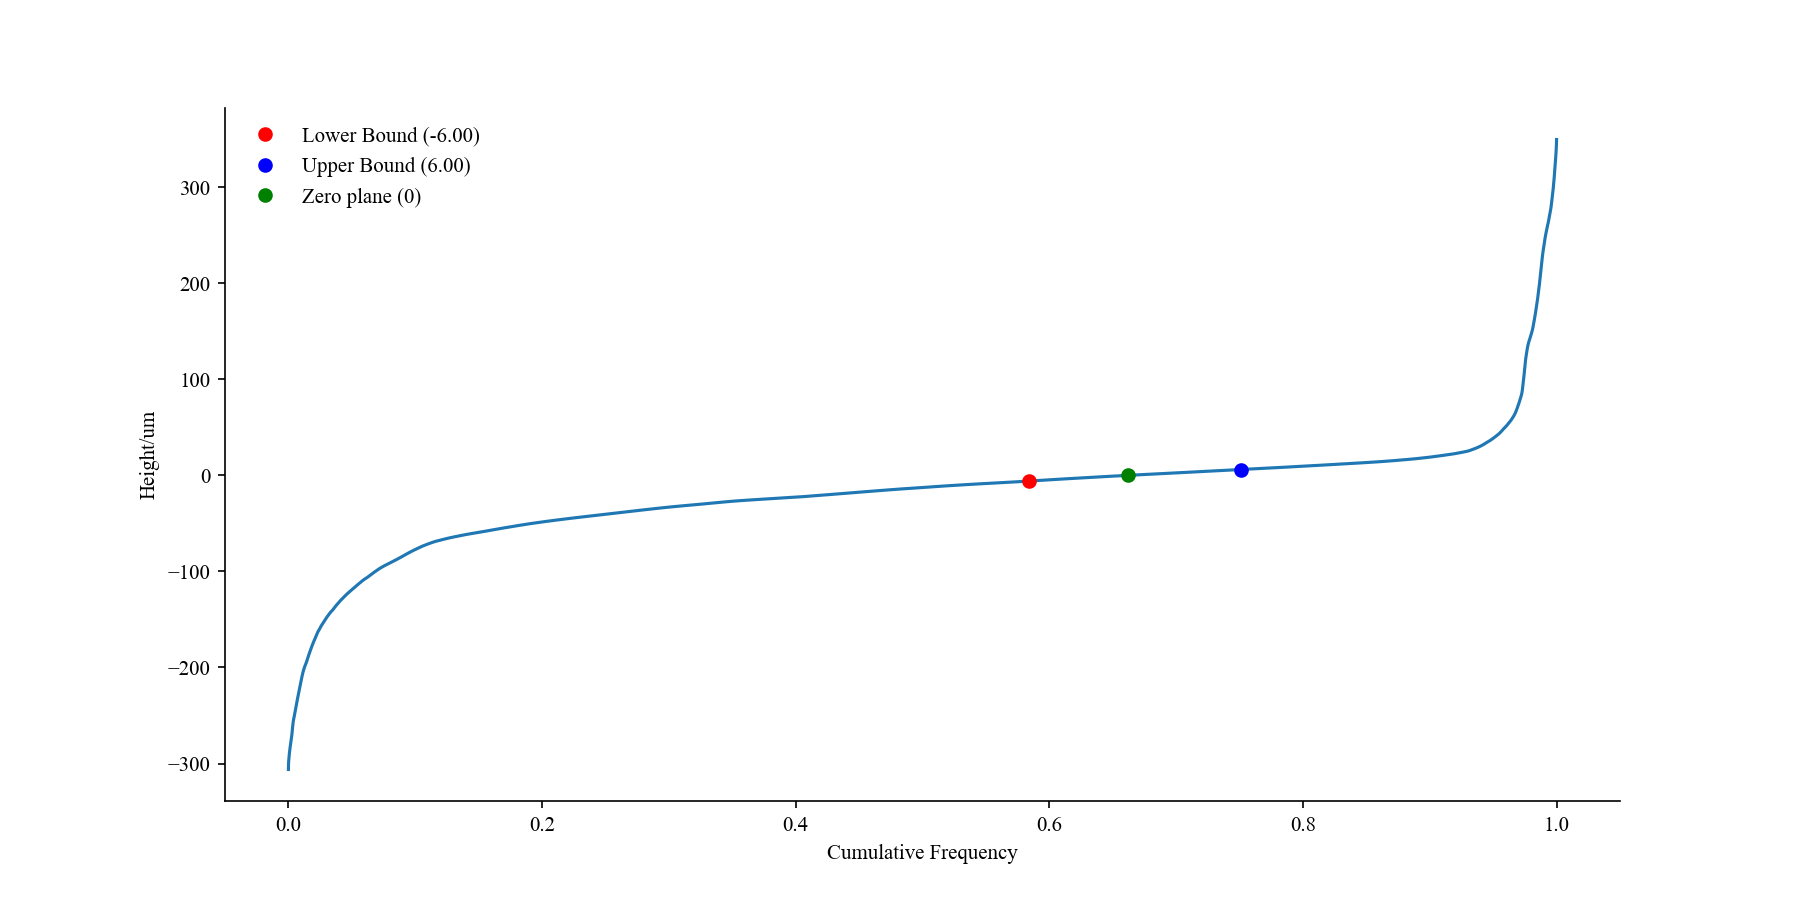 Lower Bound (-6.00)
Upper Bound (6.00)
Zero plane (0)
300
200
100
0
−100
−200
−300
Height/um
0.0 0.2 0.4 0.6 0.8 1.0
Cumulative Frequency